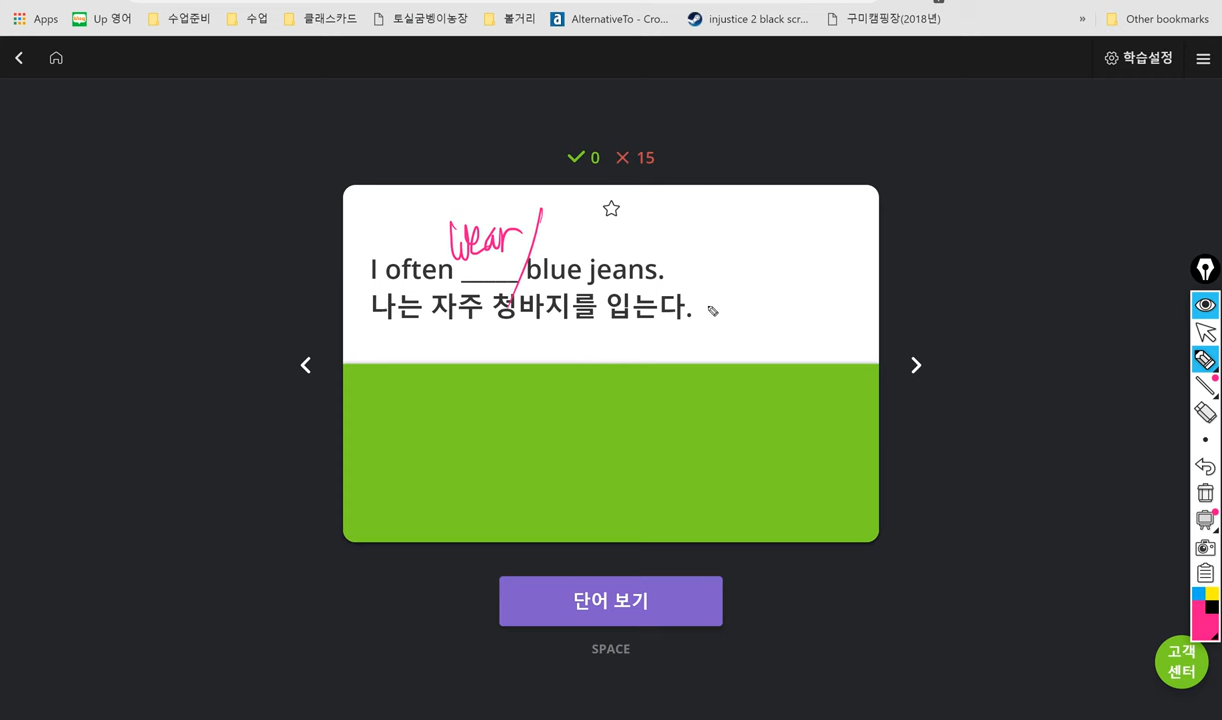 Apps Up 영어 수업준비 수업 클래스카드 토실굼벵이농장 볼거리 AlternativeTo - Cro... injustice 2 black scr... 구미캠핑장(2018년) » Other bookmarks
학습설정
0 15
wear
I often _____ blue jeans.
나는 자주 청바지를 입는다.
단어 보기
SPACE
고객
센터